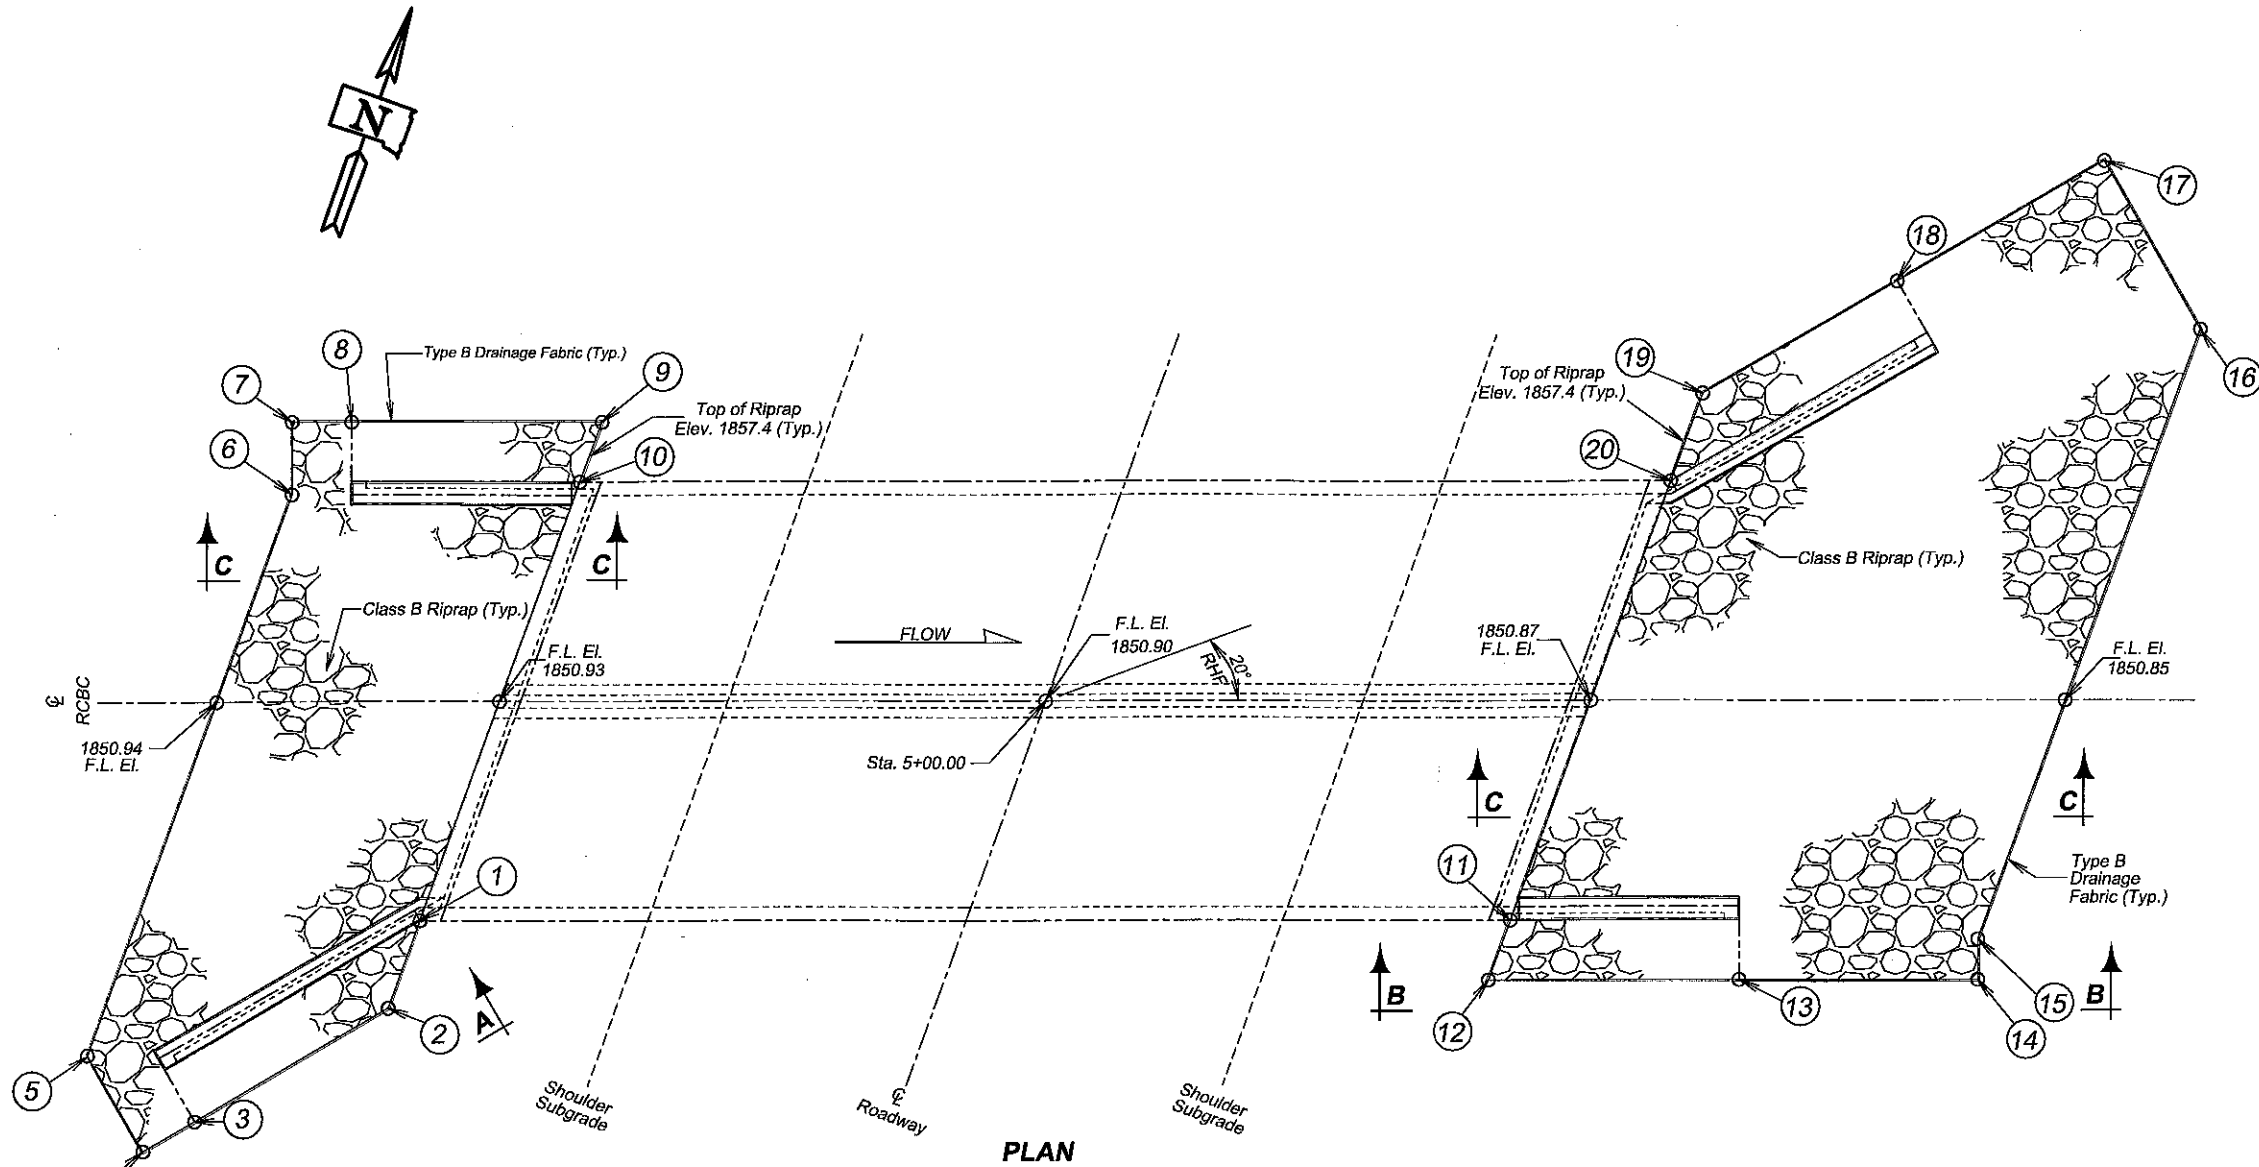 N
17
18
8
Type B Drainage Fabric (Typ.)
9
7
19
Top of Riprap
Elev. 1857.4 (Typ.)
16
Top of Riprap
Elev. 1857.4 (Typ.)
6
10
20
C
C
Class B Riprap (Typ.)
Class B Riprap (Typ.)
FLOW
F.L. El.
1850.90
20°
RHF
1850.87
F.L. El.
F.L. El.
1850.93
F.L. El.
1850.85
℄
RCBC
1850.94
F.L. El.
Sta. 5+00.00
C
C
1
11
Type B
Drainage
Fabric (Typ.)
A
2
B
B
12
13
15
14
5
3
Shoulder
Subgrade
℄
Roadway
Shoulder
Subgrade
PLAN